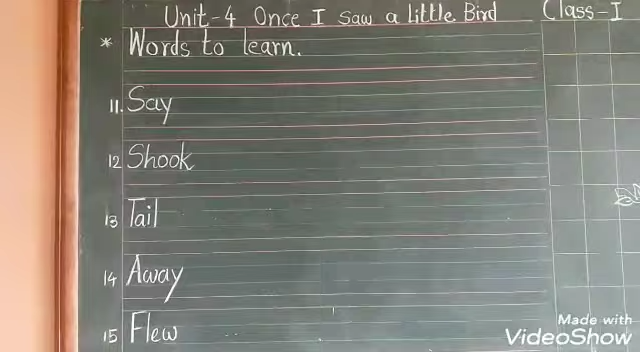 Unit-4 Once I Saw a little Bird Class-I
* Words to learn.
11. Say
12 Shook
13 Tail
14 Away
15 Flew
Made with
VideoShow